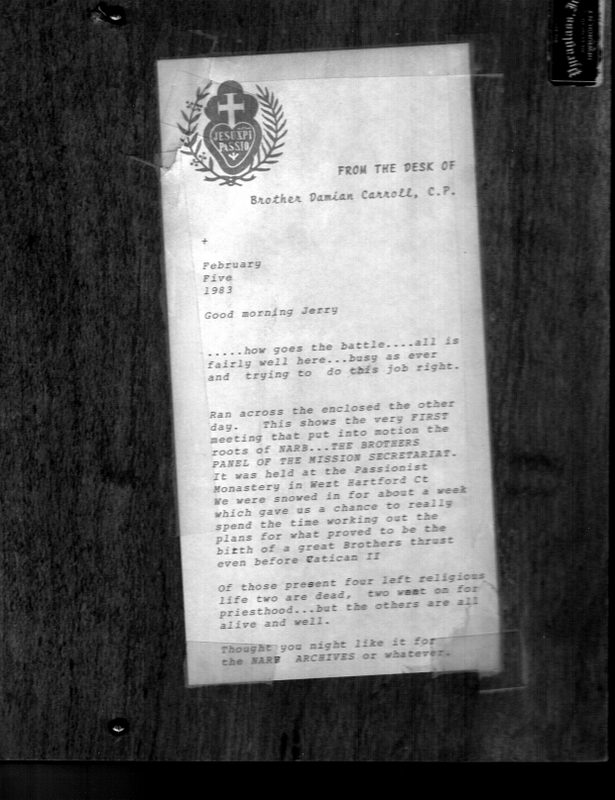 JESU XPI
PASSIO
FROM THE DESK OF
Brother Damian Carroll, C.P.
+
February
Five
1983
Good morning Jerry
.....how goes the battle....all is
fairly well here...busy as ever
and trying to do this job right.
Ran across the enclosed the other
day. This shows the very FIRST
meeting that put into motion the
roots of NARB...THE BROTHERS
PANEL OF THE MISSION SECRETARIAT.
It was held at the Passionist
Monastery in West Hartford Ct
We were snowed in for about a week
which gave us a chance to really
spend the time working out the
plans for what proved to be the
birth of a great Brothers thrust
even before Vatican II
Of those present four left religious
life two are dead, two went on for
priesthood...but the others are all
alive and well.
Thought you might like it for
the NARB ARCHIVES or whatever.